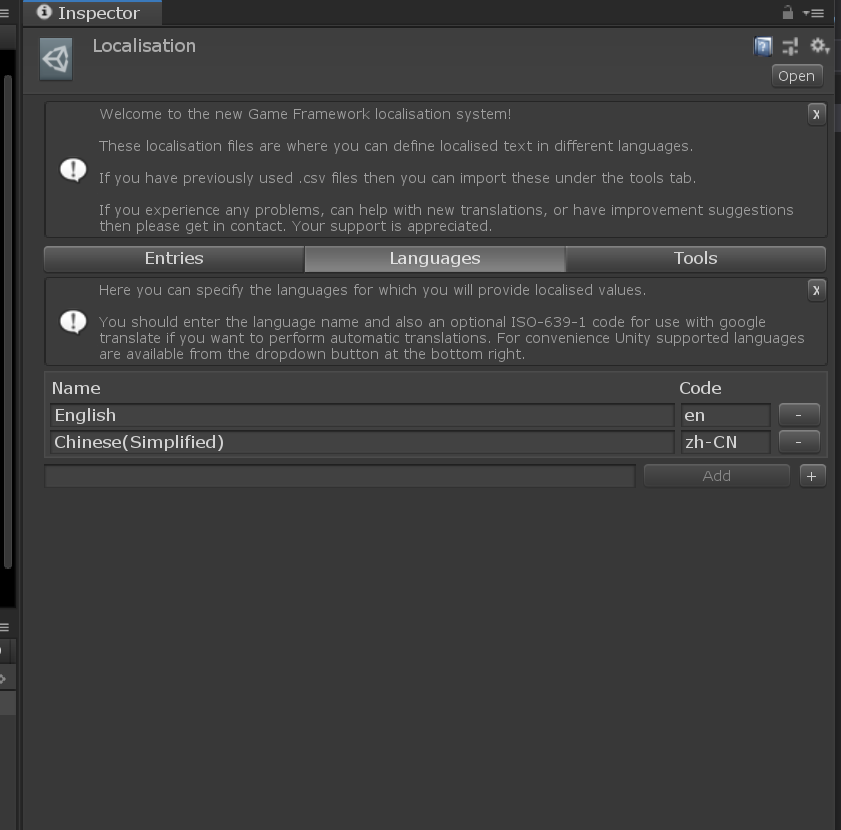 Inspector
Localisation
Open
Welcome to the new Game Framework localisation system!
x
These localisation files are where you can define localised text in different languages.
If you have previously used .csv files then you can import these under the tools tab.
If you experience any problems, can help with new translations, or have improvement suggestions
then please get in contact. Your support is appreciated.
Entries Languages Tools
Here you can specify the languages for which you will provide localised values.
x
You should enter the language name and also an optional ISO-639-1 code for use with google
translate if you want to perform automatic translations. For convenience Unity supported languages
are available from the dropdown button at the bottom right.
Name Code
English en -
Chinese(Simplified) zh-CN -
Add +